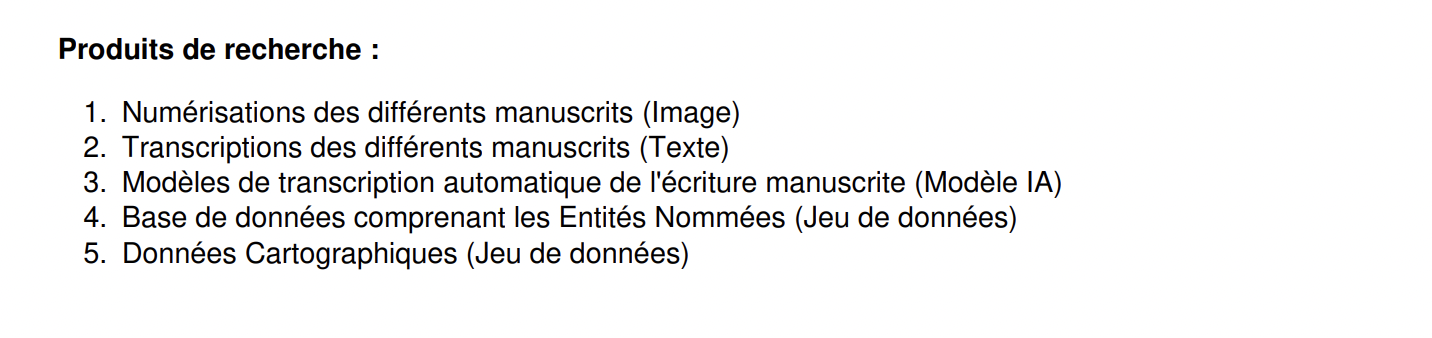 Produits de recherche :
1. Numérisations des différents manuscrits (Image)
2. Transcriptions des différents manuscrits (Texte)
3. Modèles de transcription automatique de l'écriture manuscrite (Modèle IA)
4. Base de données comprenant les Entités Nommées (Jeu de données)
5. Données Cartographiques (Jeu de données)